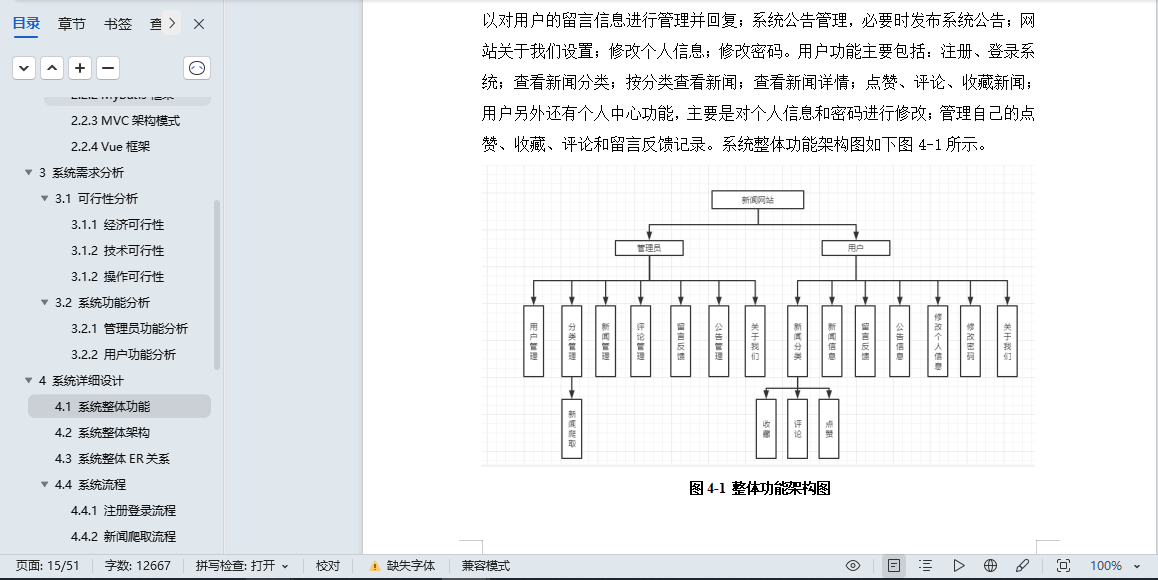 目录 章节 书签 查
2.2.2 MyBatis 框架
2.2.3 MVC 架构模式
2.2.4 Vue 框架
3 系统需求分析
3.1 可行性分析
3.1.1 经济可行性
3.1.2 技术可行性
3.1.2 操作可行性
3.2 系统功能分析
3.2.1 管理员功能分析
3.2.2 用户功能分析
4 系统详细设计
4.1 系统整体功能
4.2 系统整体架构
4.3 系统整体 ER 关系
4.4 系统流程
4.4.1 注册登录流程
4.4.2 新闻爬取流程
以对用户的留言信息进行管理并回复；系统公告管理，必要时发布系统公告；网
站关于我们设置；修改个人信息；修改密码。用户功能主要包括：注册、登录系
统；查看新闻分类；按分类查看新闻；查看新闻详情；点赞、评论、收藏新闻；
用户另外还有个人中心功能，主要是对个人信息和密码进行修改；管理自己的点
赞、收藏、评论和留言反馈记录。系统整体功能架构图如下图 4-1 所示。
新闻网站
管理员
用户
用户管理
分类管理
新闻管理
评论管理
留言反馈
公告管理
关于我们
新闻分类
新闻信息
留言反馈
公告信息
修改个人信息
修改密码
关于我们
新闻爬取
收藏
评论
点赞
图 4-1 整体功能架构图
页面: 15/51 字数: 12667 拼写检查: 打开 校对 缺失字体 兼容模式 100%